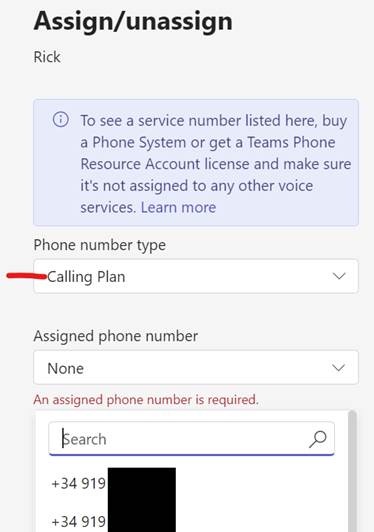 Assign/unassign
Rick
To see a service number listed here, buy
a Phone System or get a Teams Phone
Resource Account license and make sure
it's not assigned to any other voice
services. Learn more
Phone number type
Calling Plan
Assigned phone number
None
An assigned phone number is required.
Search
+34 919
+34 919